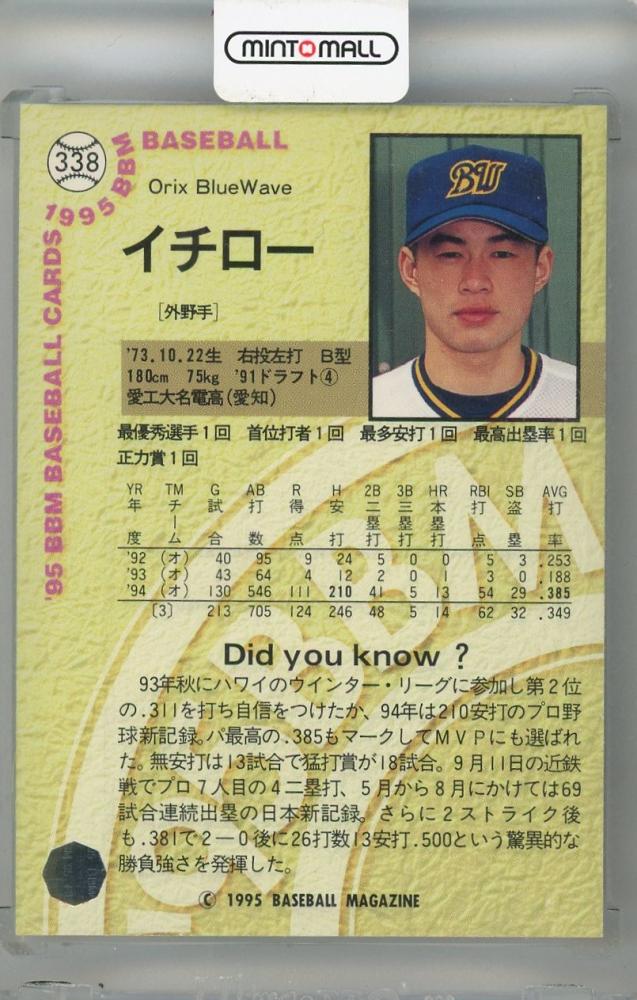 MINTOMALL
338
'95 BBM BASEBALL CARDS
1995 BBM BASEBALL
Orix BlueWave
イチロー
[外野手]
BW
'73.10.22生 右投左打 B型
180cm 75kg '91ドラフト④
愛工大名電高(愛知)
最優秀選手1回 首位打者1回 最多安打1回 最高出塁率1回
正力賞1回
YR TM G AB R H 2B 3B HR RBI SB AVG
年度 チーム 試合 打数 得点 安打 二塁打 三塁打 本塁打 打点 盗塁 打率
'92 (オ) 40 95 9 24 5 0 0 5 3 .253
'93 (オ) 43 64 4 12 2 0 1 3 0 .188
'94 (オ) 130 546 111 210 41 5 13 54 29 .385
〔3〕 213 705 124 246 48 5 14 62 32 .349
Did you know ?
93年秋にハワイのウインター・リーグに参加し第2位
の.311を打ち自信をつけたか、94年は210安打のプロ野
球新記録。パ最高の.385もマークしてMVPにも選ばれ
た。無安打は13試合で猛打賞が18試合。9月11日の近鉄
戦でプロ7人目の4二塁打、5月から8月にかけては69
試合連続出塁の日本新記録。さらに2ストライク後
も.381で2―0後に26打数13安打.500という驚異的な
勝負強さを発揮した。
© 1995 BASEBALL MAGAZINE